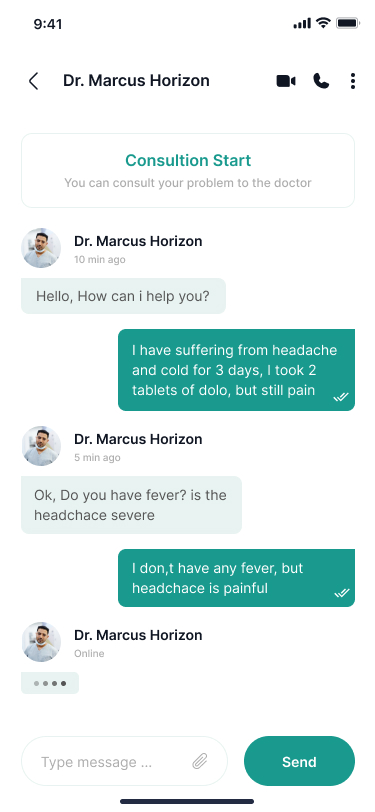 9:41
Dr. Marcus Horizon
Consultion Start
You can consult your problem to the doctor
Dr. Marcus Horizon
10 min ago
Hello, How can i help you?
I have suffering from headache
and cold for 3 days, I took 2
tablets of dolo, but still pain
Dr. Marcus Horizon
5 min ago
Ok, Do you have fever? is the
headchace severe
I don,t have any fever, but
headchace is painful
Dr. Marcus Horizon
Online
Type message ...
Send